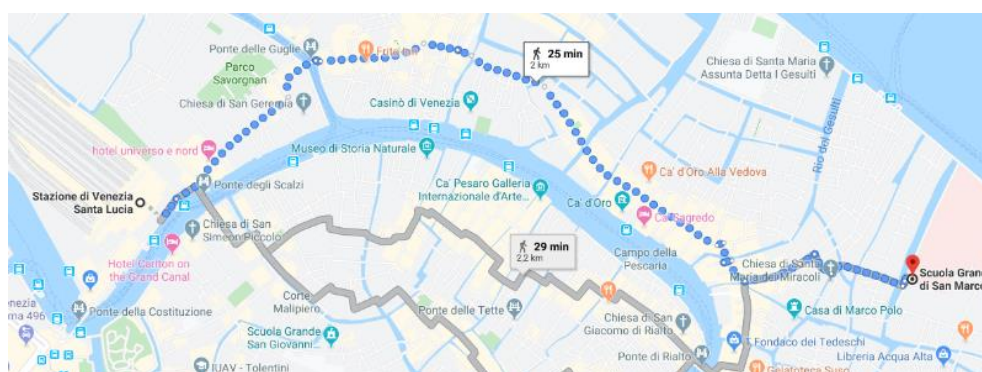 Ponte delle Guglie
Parco
Savorgnan
Chiesa di San Geremia
hotel universo e nord
Stazione di Venezia
Santa Lucia
Ponte degli Scalzi
Chiesa di San
Simeon Piccolo
Hotel Carlton on
the Grand Canal
Ponte della Costituzione
enezia
ma 496
Corte
Malipiero
Scuola Grande
San Giovanni...
IUAV - Tolentini
25 min
2 km
Casinò di Venezia
Museo di Storia Naturale
Ca' Pesaro Galleria
Internazionale d'Arte...
29 min
2,2 km
Ponte delle Tette
Chiesa di Santa Maria
Assunta Detta I Gesuiti
Rio dei Gesuiti
Ca' d'Oro Alla Vedova
Ca' d'Oro
Ca' Sagredo
Campo della
Pescaria
Chiesa di San
Giacomo di Rialto
Ponte di Rialto
Chiesa di Santa
Maria dei Miracoli
Scuola Grand
di San Marco
Casa di Marco Polo
T Fondaco dei Tedeschi
Libreria Acqua Alta
Gelatoteca Suso